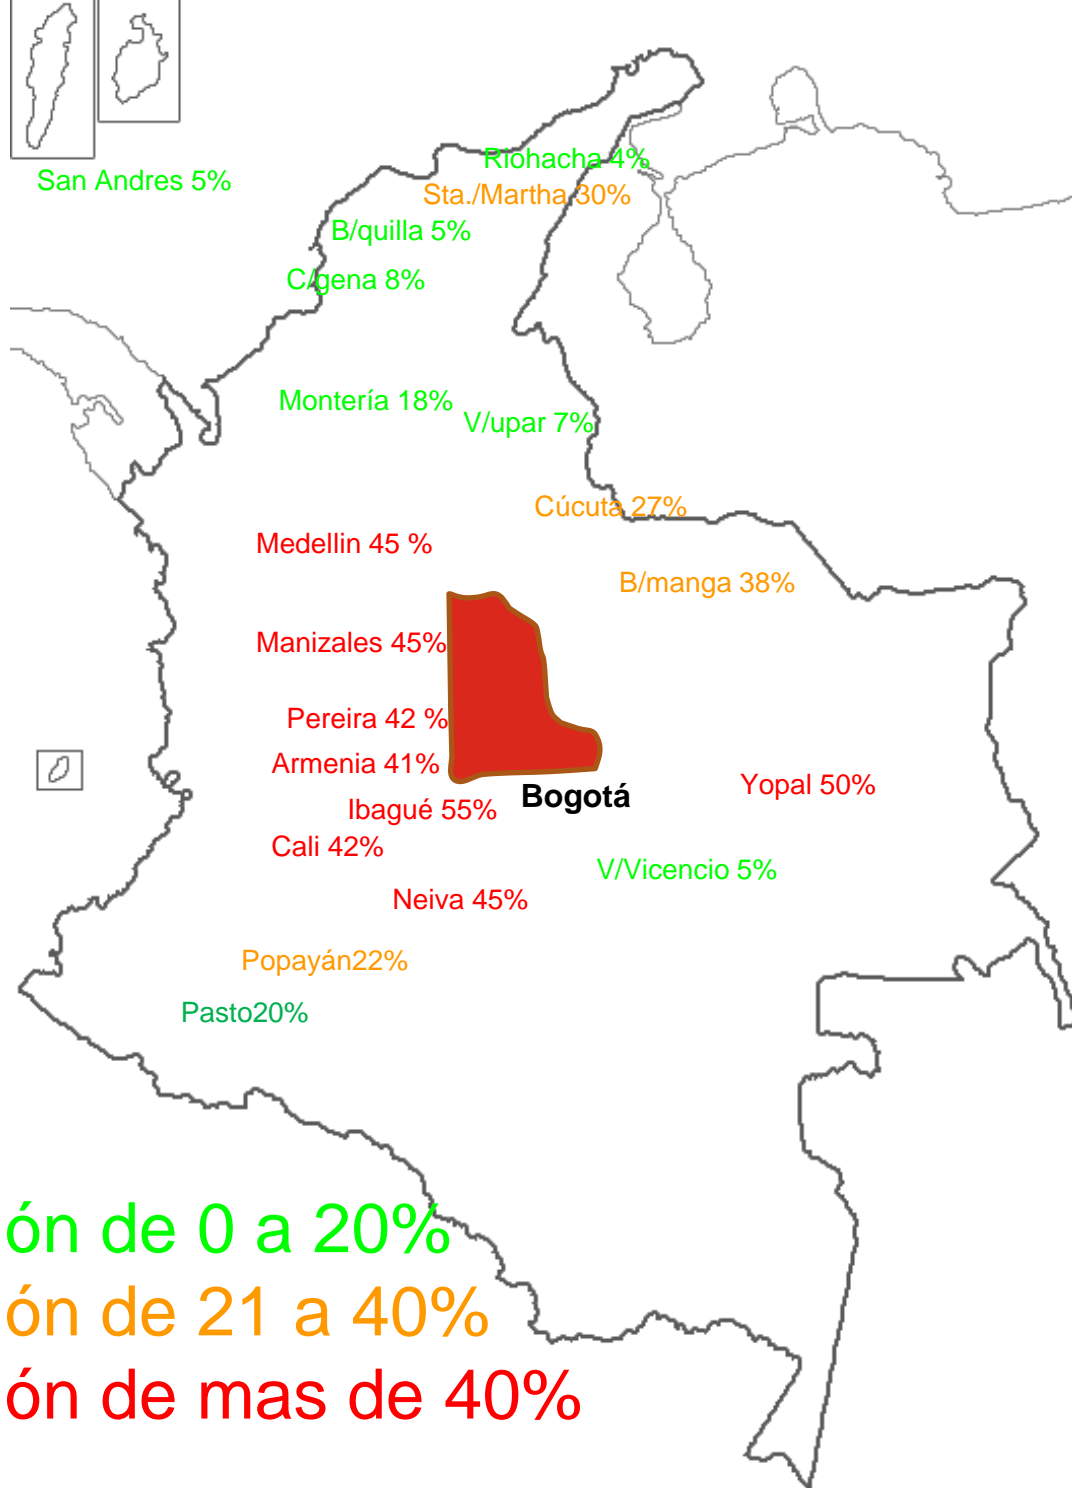 Riohacha 4%
San Andres 5%
Sta./Martha 30%
B/quilla 5%
C/gena 8%
Montería 18%
V/upar 7%
Cúcuta 27%
Medellin 45 %
B/manga 38%
Manizales 45%
Pereira 42 %
Armenia 41%
Yopal 50%
Bogotá
Ibagué 55%
Cali 42%
V/Vicencio 5%
Neiva 45%
Popayán22%
Pasto20%
ón de 0 a 20%
ón de 21 a 40%
ón de mas de 40%